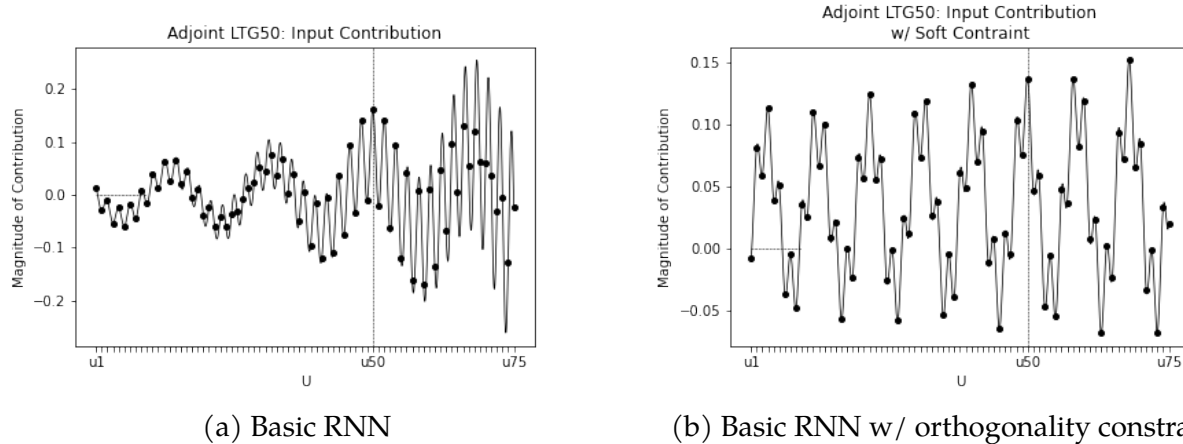 Adjoint LTG50: Input Contribution
Magnitude of Contribution
0.2
0.1
0.0
−0.1
−0.2
u1
u50
u75
U
(a) Basic RNN
Adjoint LTG50: Input Contribution
w/ Soft Contraint
Magnitude of Contribution
0.15
0.10
0.05
0.00
−0.05
u1
u50
u75
U
(b) Basic RNN w/ orthogonality constra